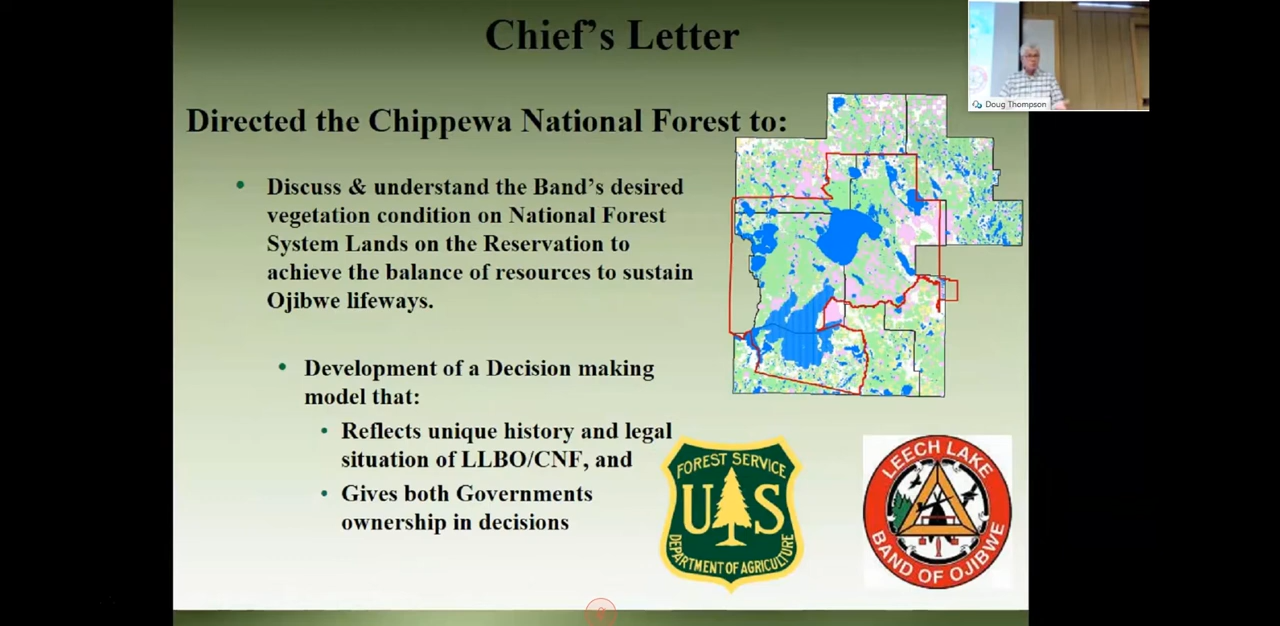 Chief's Letter
Doug Thompson
Directed the Chippewa National Forest to:
• Discuss & understand the Band's desired
vegetation condition on National Forest
System Lands on the Reservation to
achieve the balance of resources to sustain
Ojibwe lifeways.
• Development of a Decision making
model that:
• Reflects unique history and legal
situation of LLBO/CNF, and
• Gives both Governments
ownership in decisions
FOREST SERVICE
US
DEPARTMENT OF AGRICULTURE
LEECH LAKE
BAND OF OJIBWE